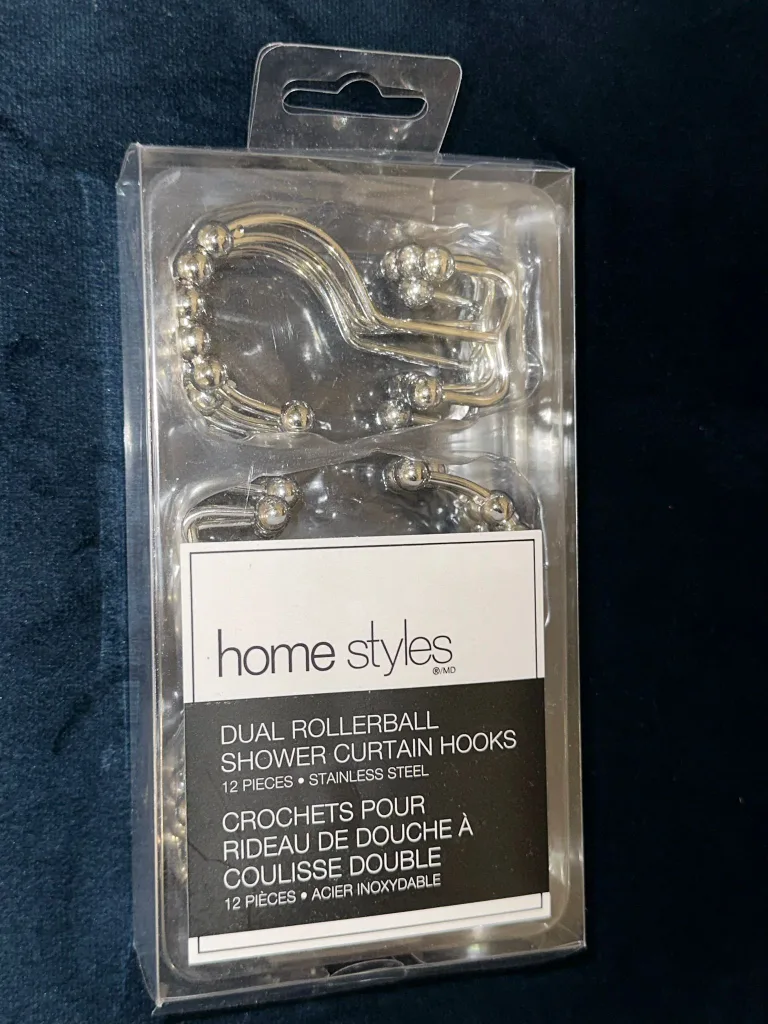 home styles
®/MD
DUAL ROLLERBALL
SHOWER CURTAIN HOOKS
12 PIECES • STAINLESS STEEL
CROCHETS POUR
RIDEAU DE DOUCHE À
COULISSE DOUBLE
12 PIÈCES • ACIER INOXYDABLE